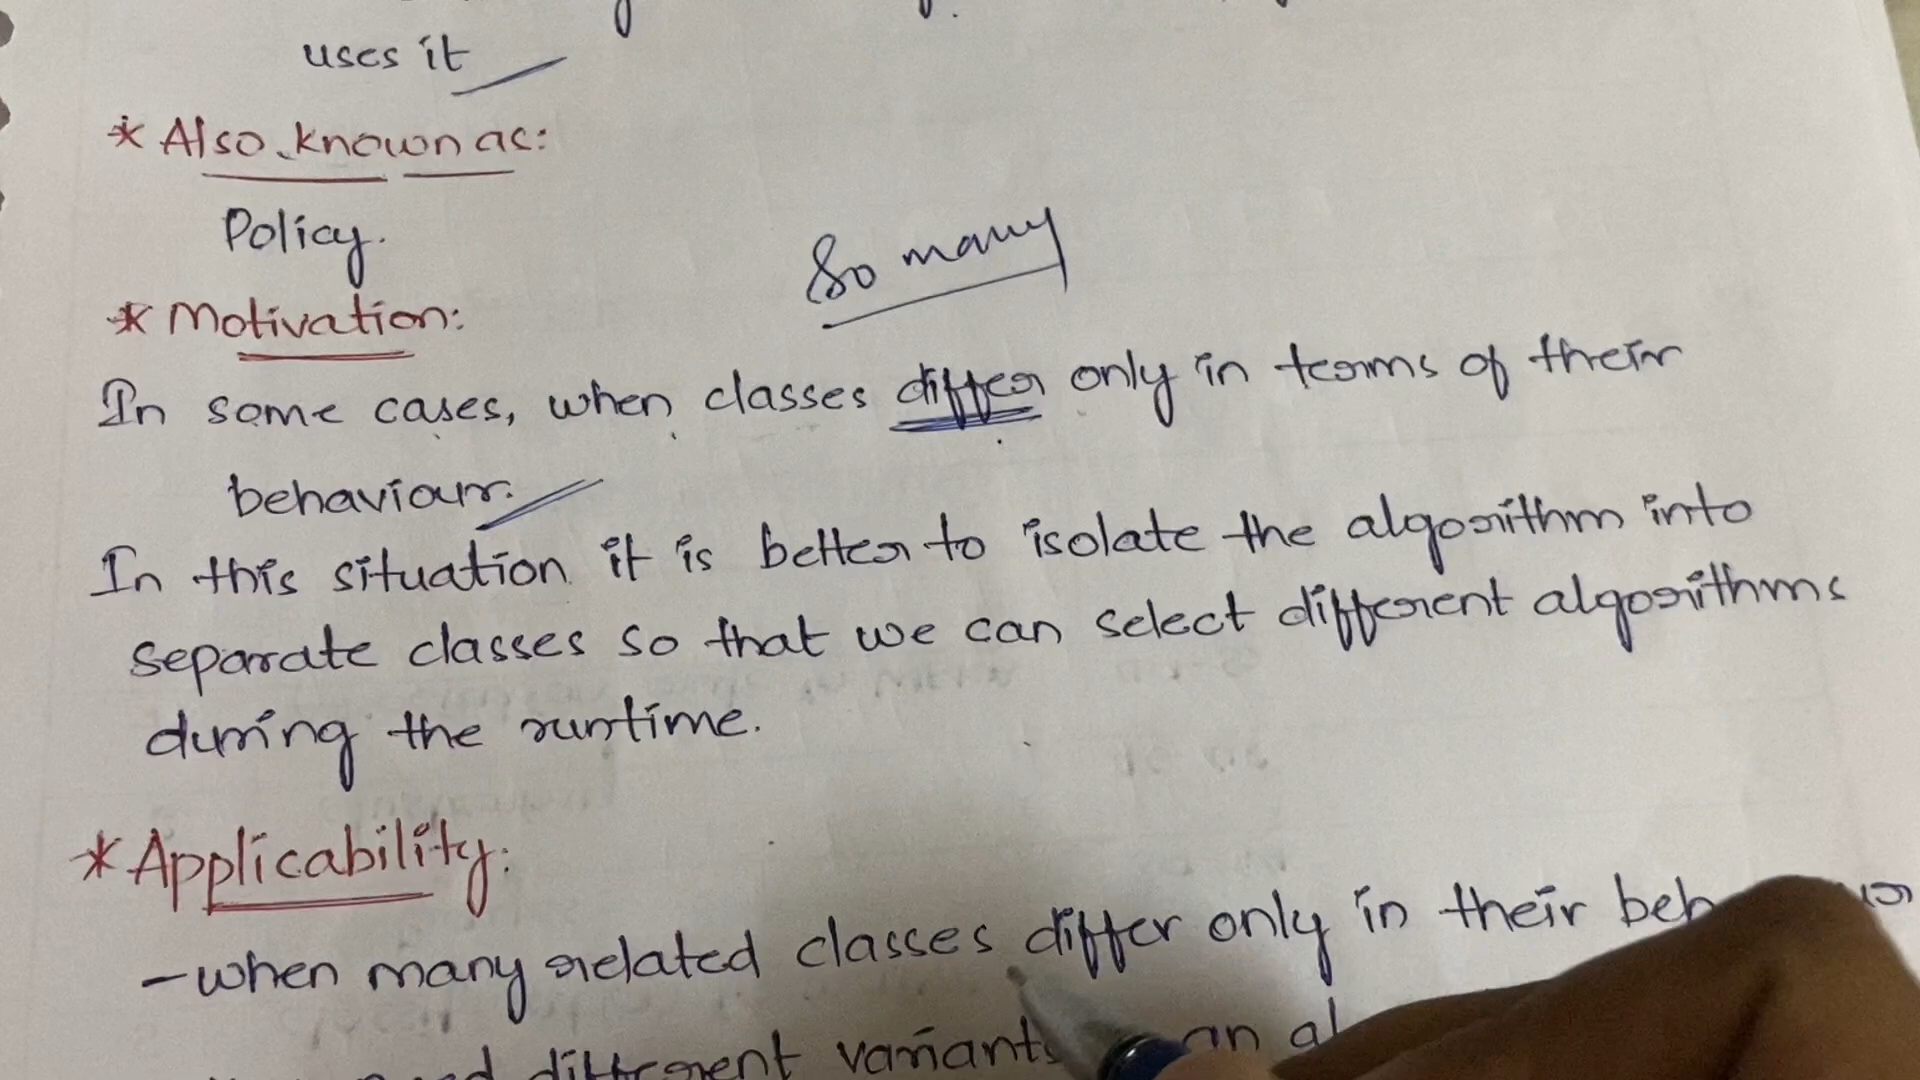 uses it
* Also known as:
Policy.
So many
* Motivation:
In some cases, when classes differ only in terms of their
behaviour.
In this situation it is better to isolate the algorithm into
separate classes so that we can select different algorithms
during the runtime.
* Applicability:
- when many related classes differ only in their
different variants an